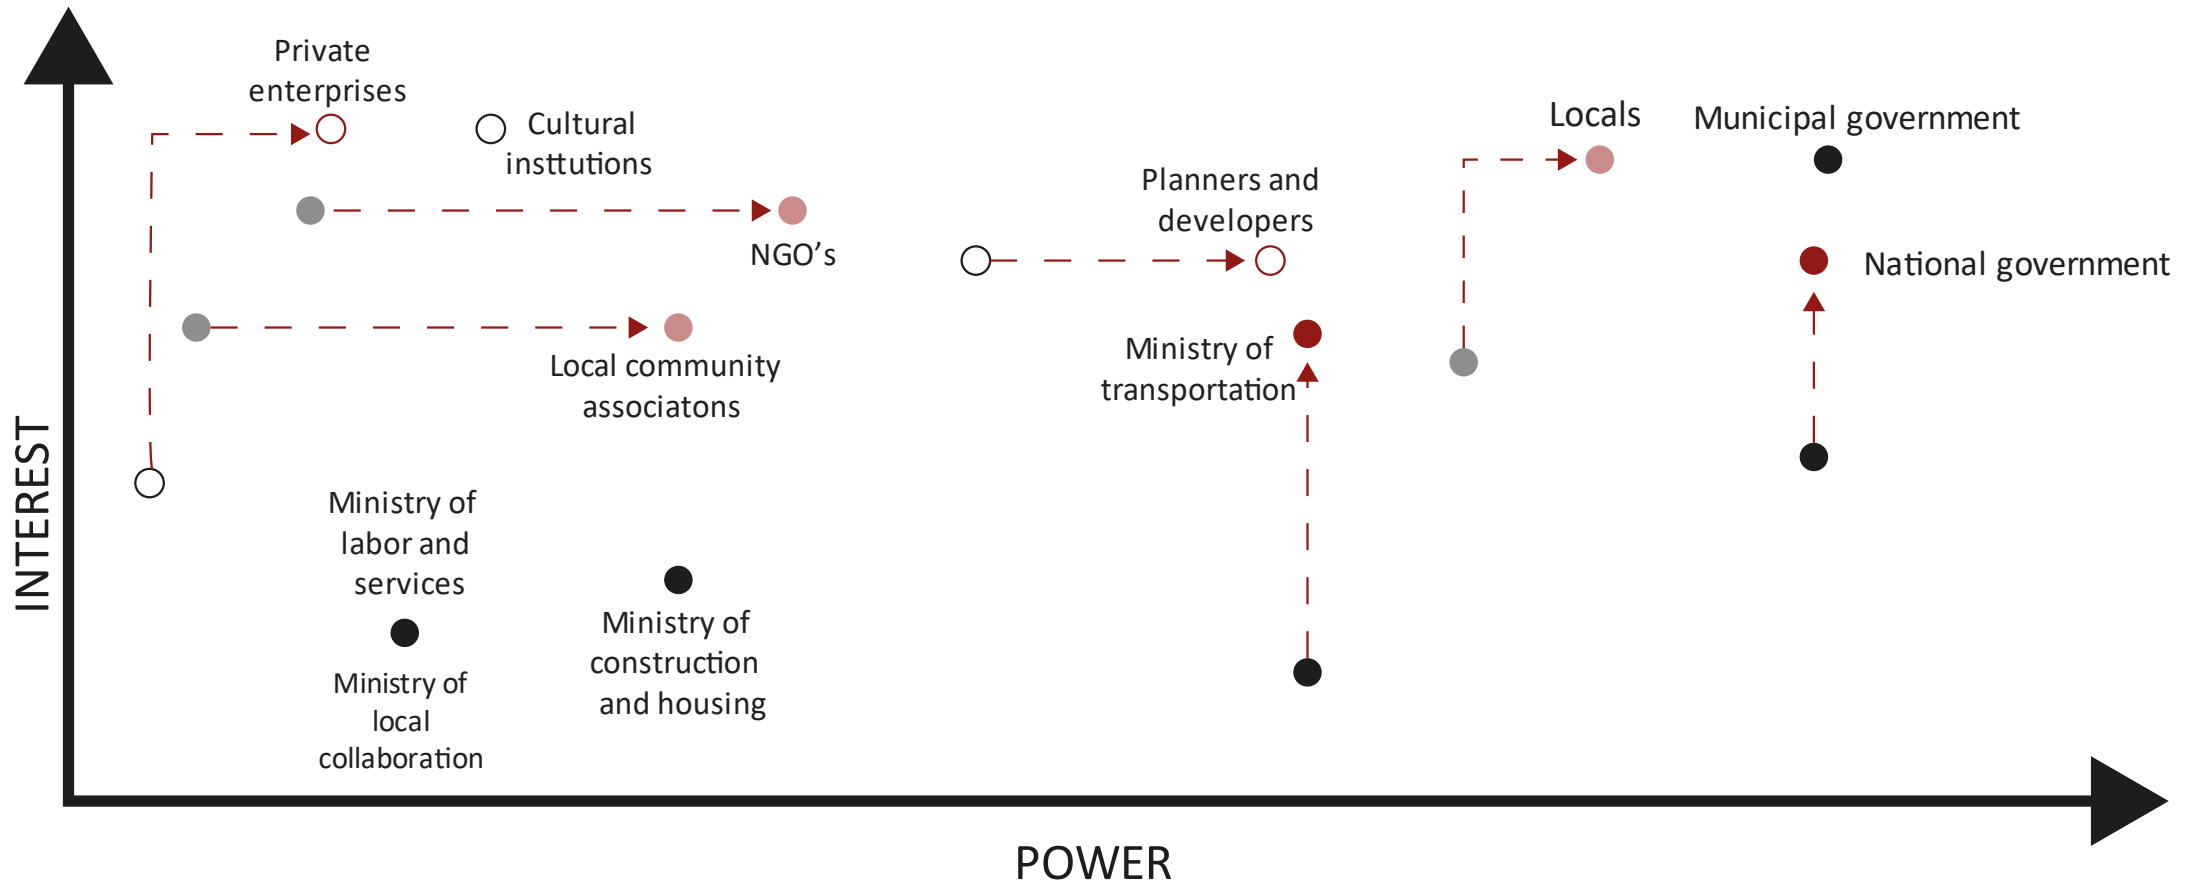 Private
enterprises
Cultural
insttutions
NGO's
Local community
associatons
Planners and
developers
Ministry of
transportation
Locals
Municipal government
National government
Ministry of
labor and
services
Ministry of
local
collaboration
Ministry of
construction
and housing
INTEREST
POWER